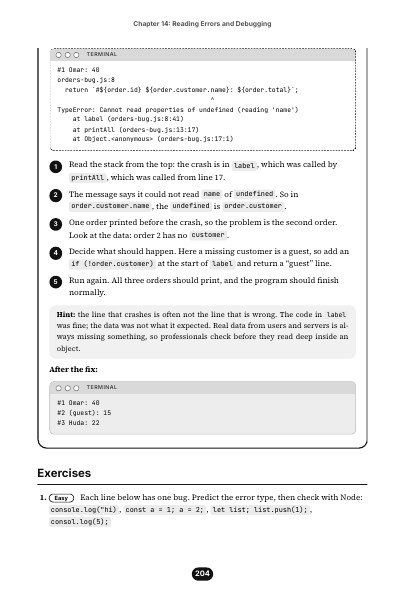 Chapter 14: Reading Errors and Debugging
TERMINAL
#1 Omar: 40
orders-bug.js:8
return `#${order.id} ${order.customer.name}: ${order.total}`;
^
TypeError: Cannot read properties of undefined (reading 'name')
at label (orders-bug.js:8:41)
at printAll (orders-bug.js:13:17)
at Object.<anonymous> (orders-bug.js:17:1)
1 Read the stack from the top: the crash is in label, which was called by
printAll, which was called from line 17.
2 The message says it could not read name of undefined. So in
order.customer.name, the undefined is order.customer.
3 One order printed before the crash, so the problem is the second order.
Look at the data: order 2 has no customer.
4 Decide what should happen. Here a missing customer is a guest, so add an
if (!order.customer) at the start of label and return a “guest” line.
5 Run again. All three orders should print, and the program should finish
normally.
Hint: the line that crashes is often not the line that is wrong. The code in label
was fine; the data was not what it expected. Real data from users and servers is al-
ways missing something, so professionals check before they read deep inside an
object.
After the fix:
TERMINAL
#1 Omar: 40
#2 (guest): 15
#3 Huda: 22
Exercises
1. Easy Each line below has one bug. Predict the error type, then check with Node:
console.log("hi), const a = 1; a = 2;, let list; list.push(1);,
consol.log(5);
204